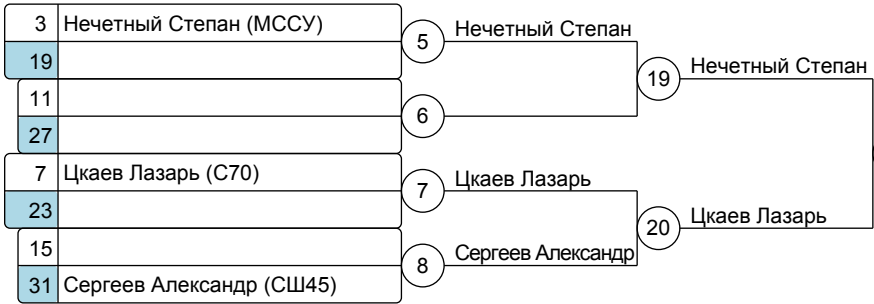 3 Нечетный Степан (МССУ)
19
5 Нечетный Степан
11
27
6
19 Нечетный Степан
7 Цкаев Лазарь (С70)
23
7 Цкаев Лазарь
15
31 Сергеев Александр (СШ45)
8 Сергеев Александр
20 Цкаев Лазарь